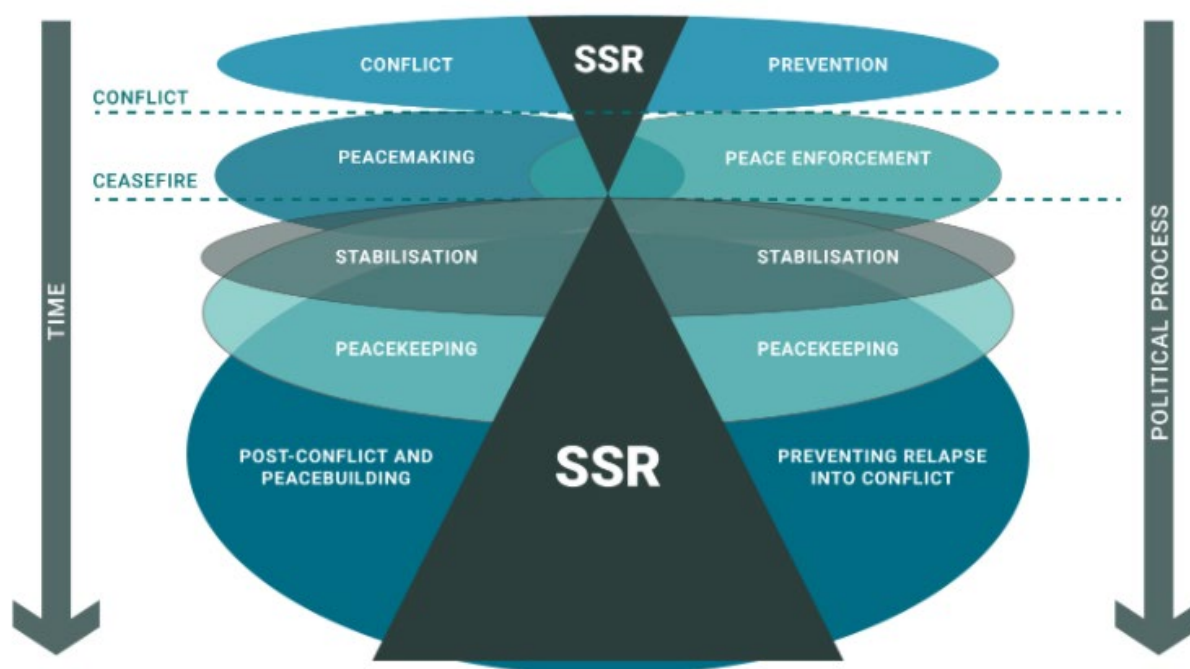 CONFLICT
SSR
PREVENTION
CONFLICT
PEACEMAKING
PEACE ENFORCEMENT
CEASEFIRE
STABILISATION
STABILISATION
TIME
POLITICAL PROCESS
PEACEKEEPING
PEACEKEEPING
POST-CONFLICT AND
PEACEBUILDING
SSR
PREVENTING RELAPSE
INTO CONFLICT